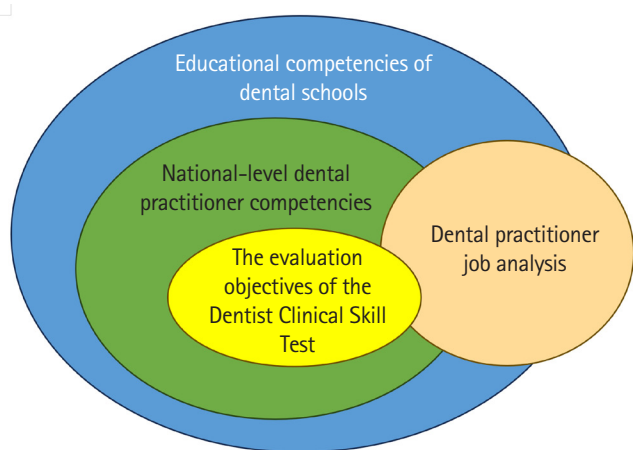 Educational competencies of
dental schools
National-level dental
practitioner competencies
The evaluation
objectives of the
Dentist Clinical Skill
Test
Dental practitioner
job analysis